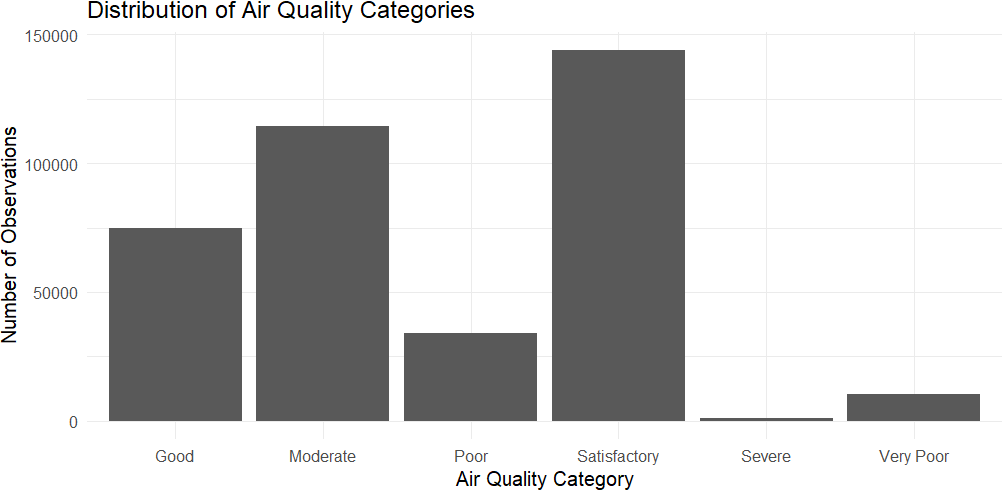 Distribution of Air Quality Categories
Number of Observations
150000
100000
50000
0
Good Moderate Poor Satisfactory Severe Very Poor
Air Quality Category